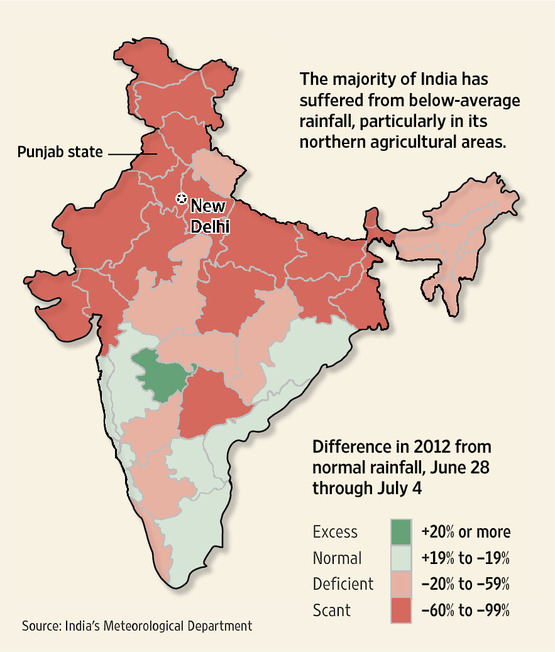 The majority of India has
suffered from below-average
rainfall, particularly in its
northern agricultural areas.
Punjab state
New
Delhi
Difference in 2012 from
normal rainfall, June 28
through July 4
Excess +20% or more
Normal +19% to –19%
Deficient –20% to –59%
Scant –60% to –99%
Source: India's Meteorological Department